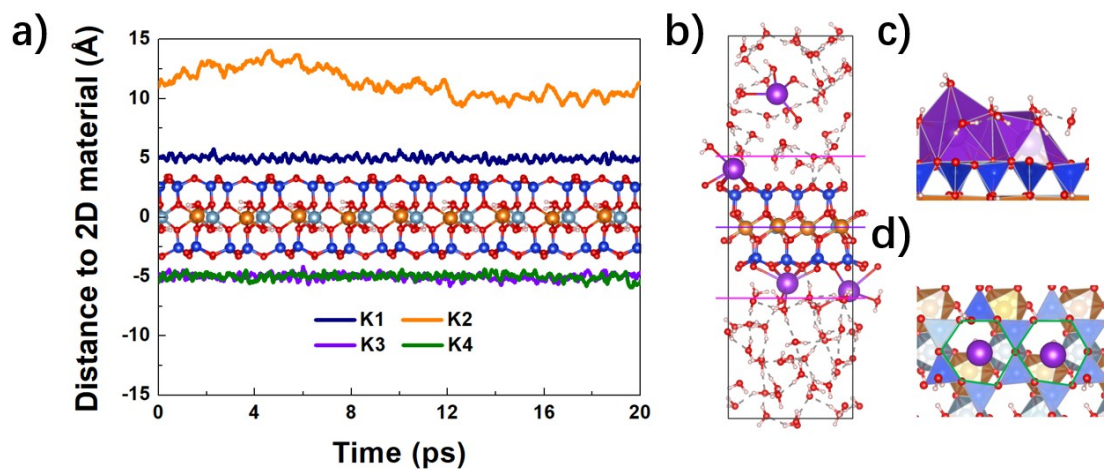 a)
Distance to 2D material (Å)
15
10
5
0
-5
-10
-15
K1 K2
K3 K4
0 4 8 12 16 20
Time (ps)
b)
c)
d)